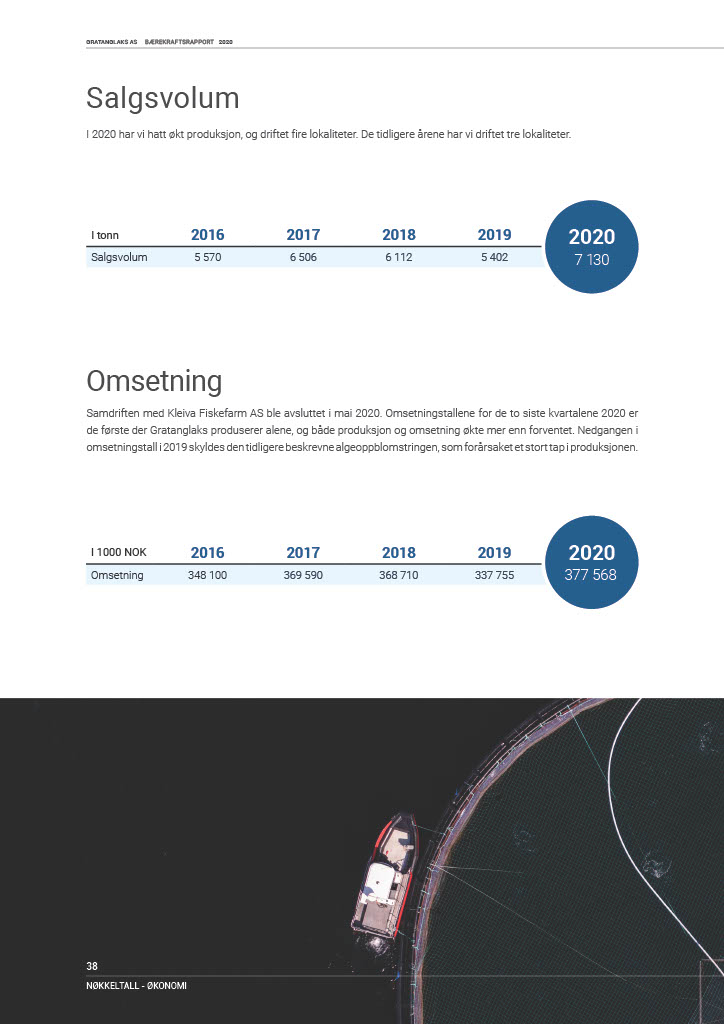 GRATANGLAKS AS BÆREKRAFTSRAPPORT 2020
Salgsvolum
I 2020 har vi hatt økt produksjon, og driftet fire lokaliteter. De tidligere årene har vi driftet tre lokaliteter.
I tonn 2016 2017 2018 2019 2020
Salgsvolum 5 570 6 506 6 112 5 402 7 130
Omsetning
Samdriften med Kleiva Fiskefarm AS ble avsluttet i mai 2020. Omsetningstallene for de to siste kvartalene 2020 er
de første der Gratanglaks produserer alene, og både produksjon og omsetning økte mer enn forventet. Nedgangen i
omsetningstall i 2019 skyldes den tidligere beskrevne algeoppblomstringen, som forårsaket et stort tap i produksjonen.
I 1000 NOK 2016 2017 2018 2019 2020
Omsetning 348 100 369 590 368 710 337 755 377 568
38
NØKKELTALL - ØKONOMI